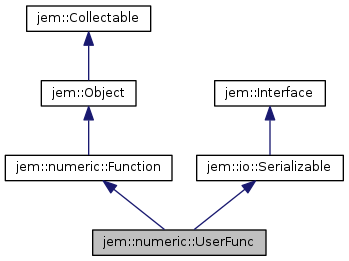 jem::Collectable
jem::Object
jem::Interface
jem::numeric::Function
jem::io::Serializable
jem::numeric::UserFunc